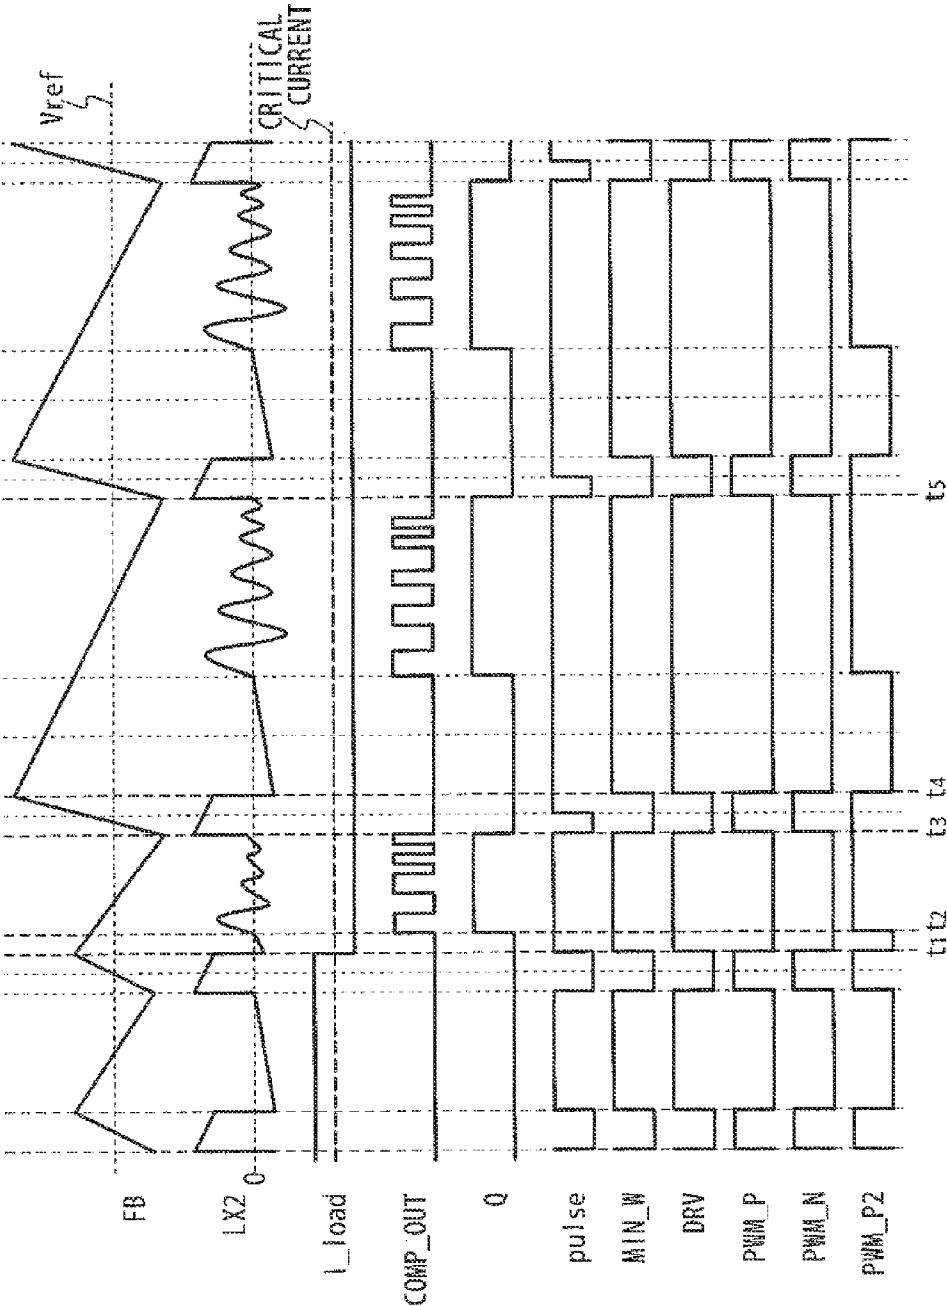 Vref
CRITICAL
CURRENT
FB
LX2
0
I_load
COMP_OUT
Q
pulse
MIN_W
DRV
PWM_P
PWM_N
PWM_P2
t1
t2
t3
t4
t5